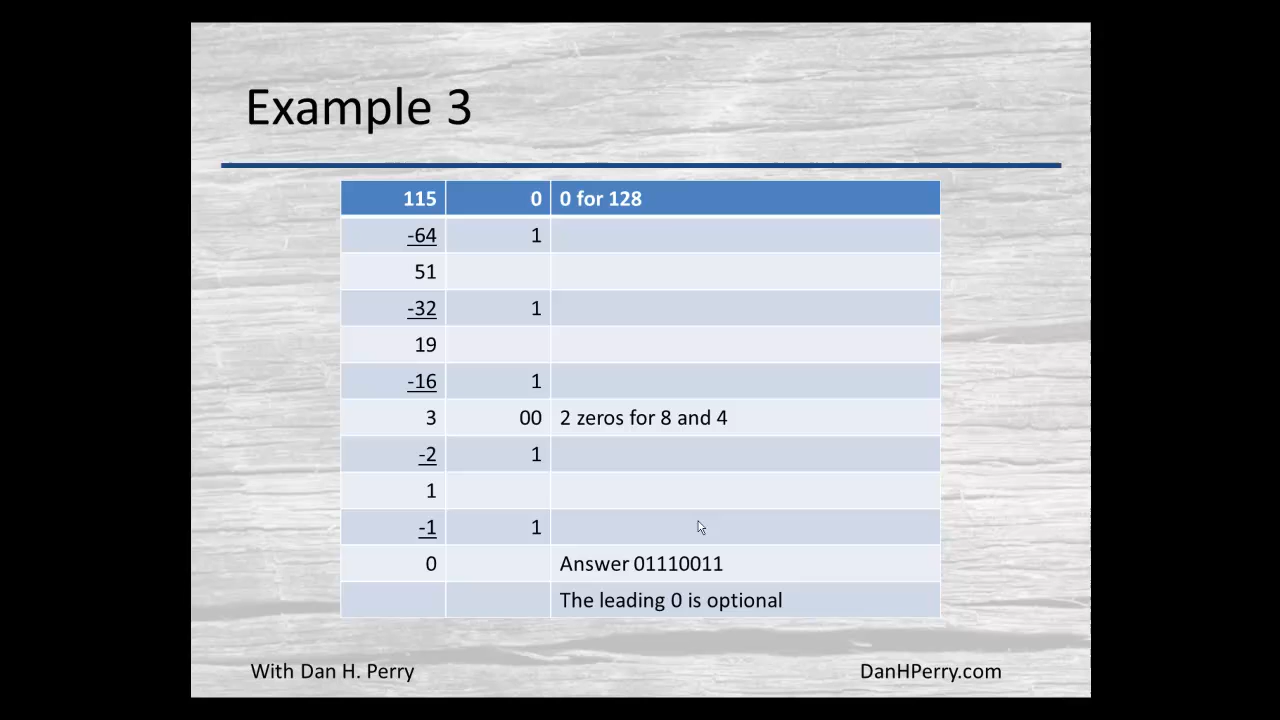 Example 3
115 0 0 for 128
-64 1
51
-32 1
19
-16 1
3 00 2 zeros for 8 and 4
-2 1
1
-1 1
0 Answer 01110011
The leading 0 is optional
With Dan H. Perry DanHPerry.com